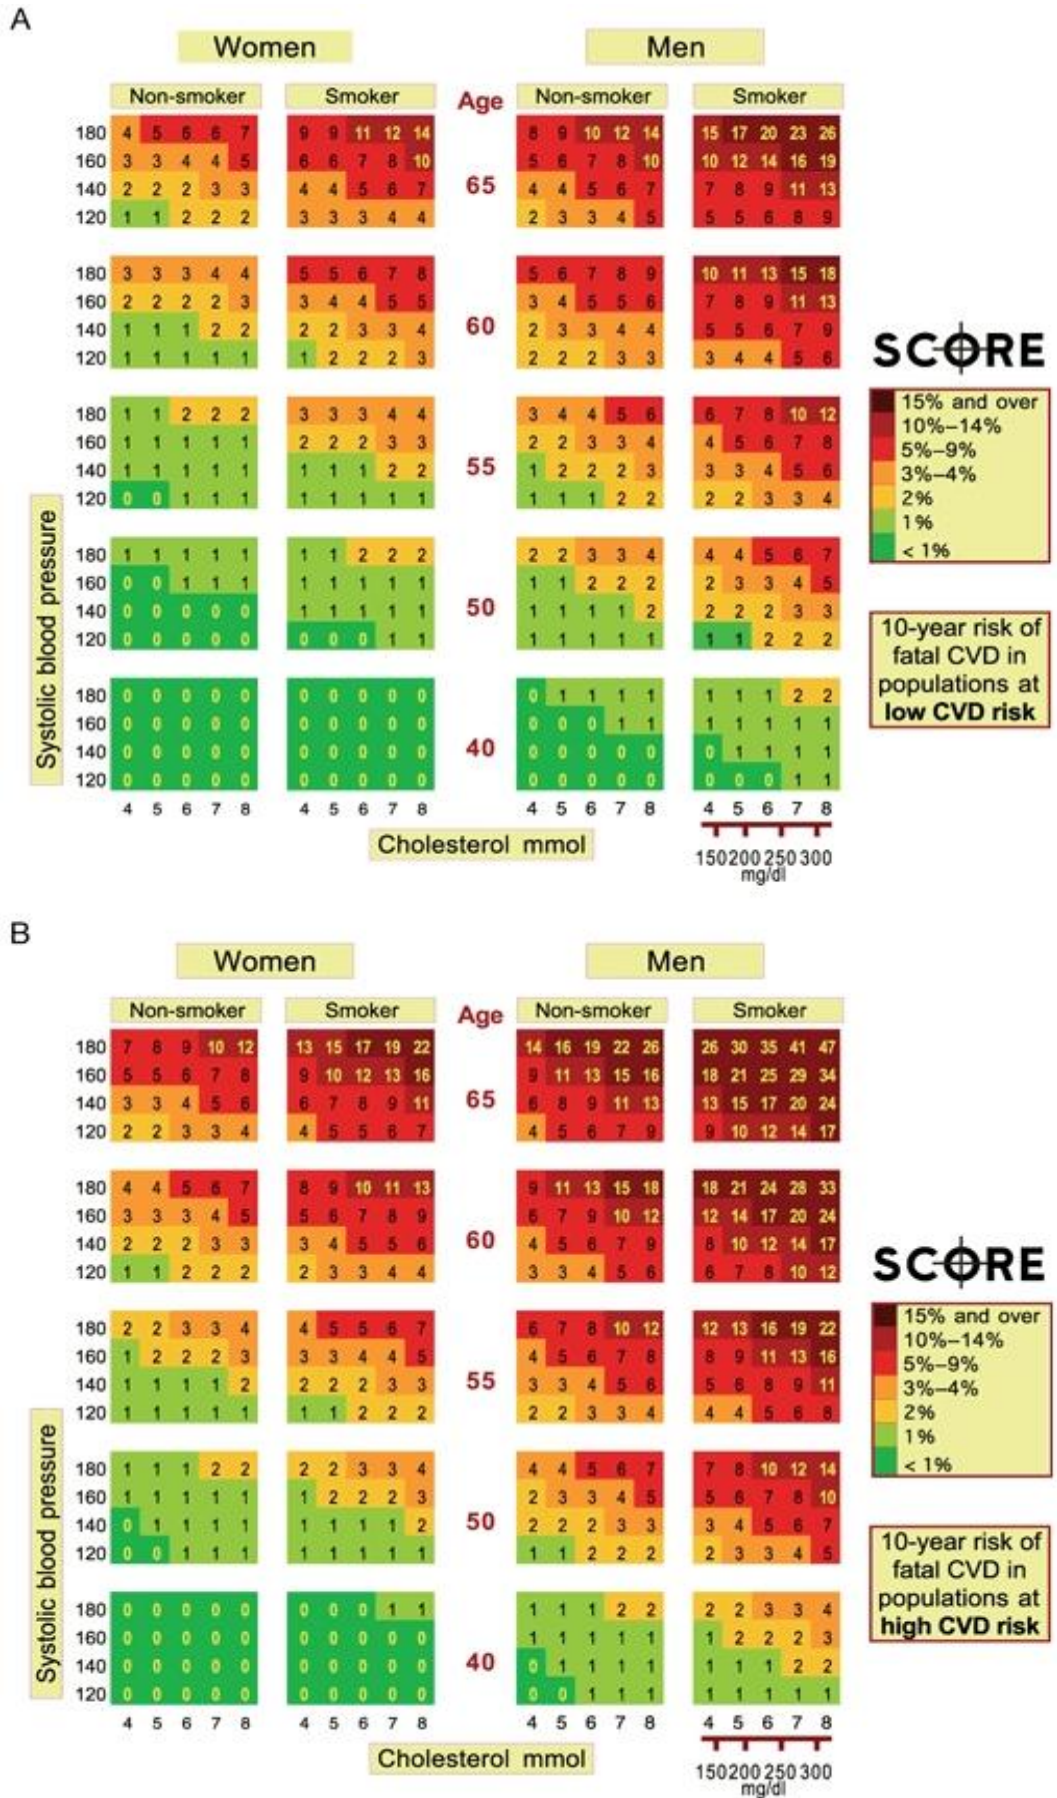 A
Women Men
Non-smoker Smoker Age Non-smoker Smoker
180 4 5 6 6 7 9 9 11 12 14 8 9 10 12 14 15 17 20 23 26
160 3 3 4 4 5 6 6 7 8 10 5 6 7 8 10 10 12 14 16 19
65
140 2 2 2 3 3 4 4 5 6 7 4 4 5 6 7 7 8 9 11 13
120 1 1 2 2 2 3 3 3 4 4 2 3 3 4 5 5 5 6 8 9
180 3 3 3 4 4 5 5 6 7 8 5 6 7 8 9 10 11 13 15 18
160 2 2 2 2 3 3 4 4 5 5 3 4 5 5 6 7 8 9 11 13
60
140 1 1 1 2 2 2 2 3 3 4 2 3 3 4 4 5 5 6 7 9
120 1 1 1 1 1 1 2 2 2 3 2 2 2 3 3 3 4 4 5 6
180 1 1 2 2 2 3 3 3 4 4 3 4 4 5 6 6 7 8 10 12
160 1 1 1 1 1 2 2 2 3 3 2 2 3 3 4 4 5 6 7 8
55
140 1 1 1 1 1 1 1 1 2 2 1 2 2 2 3 3 3 4 5 6
120 0 0 1 1 1 1 1 1 1 1 1 1 1 2 2 2 2 3 3 4
180 1 1 1 1 1 1 1 2 2 2 2 2 3 3 4 4 4 5 6 7
160 0 0 1 1 1 1 1 1 1 1 1 1 2 2 2 2 3 3 4 5
50
140 0 0 0 0 0 1 1 1 1 1 1 1 1 1 2 2 2 2 3 3
120 0 0 0 0 0 0 0 0 1 1 1 1 1 1 1 1 1 2 2 2
180 0 0 0 0 0 0 0 0 0 0 0 1 1 1 1 1 1 1 2 2
160 0 0 0 0 0 0 0 0 0 0 0 0 0 1 1 1 1 1 1 1
40
140 0 0 0 0 0 0 0 0 0 0 0 0 0 0 0 0 1 1 1 1
120 0 0 0 0 0 0 0 0 0 0 0 0 0 0 0 0 0 0 1 1
4 5 6 7 8 4 5 6 7 8 4 5 6 7 8 4 5 6 7 8
Systolic blood pressure
Cholesterol mmol
150 200 250 300
mg/dl
SCORE
15% and over
10%–14%
5%–9%
3%–4%
2%
1%
< 1%
10-year risk of
fatal CVD in
populations at
low CVD risk
B
Women Men
Non-smoker Smoker Age Non-smoker Smoker
180 7 8 9 10 12 13 15 17 19 22 14 16 19 22 26 26 30 35 41 47
160 5 5 6 7 8 9 10 12 13 16 9 11 13 15 16 18 21 25 29 34
65
140 3 3 4 5 6 6 7 8 9 11 6 8 9 11 13 13 15 17 20 24
120 2 2 3 3 4 4 5 5 6 7 4 5 6 7 9 9 10 12 14 17
180 4 4 5 6 7 8 9 10 11 13 9 11 13 15 18 18 21 24 28 33
160 3 3 3 4 5 5 6 7 8 9 6 7 9 10 12 12 14 17 20 24
60
140 2 2 2 3 3 3 4 5 5 6 4 5 6 7 9 8 10 12 14 17
120 1 1 2 2 2 2 3 3 4 4 3 3 4 5 6 6 7 8 10 12
180 2 2 3 3 4 4 5 5 6 7 6 7 8 10 12 12 13 16 19 22
160 1 2 2 2 3 3 3 4 4 5 4 5 6 7 8 8 9 11 13 16
55
140 1 1 1 1 2 2 2 2 3 3 3 3 4 5 6 5 6 8 9 11
120 1 1 1 1 1 1 1 2 2 2 2 2 3 3 4 4 4 5 6 8
180 1 1 1 2 2 2 2 3 3 4 4 4 5 6 7 7 8 10 12 14
160 1 1 1 1 1 1 2 2 2 3 2 3 3 4 5 5 6 7 8 10
50
140 0 1 1 1 1 1 1 1 1 2 2 2 2 3 3 3 4 5 6 7
120 0 0 1 1 1 1 1 1 1 1 1 1 2 2 2 2 3 3 4 5
180 0 0 0 0 0 0 0 0 1 1 1 1 1 2 2 2 2 3 3 4
160 0 0 0 0 0 0 0 0 0 0 1 1 1 1 1 1 2 2 2 3
40
140 0 0 0 0 0 0 0 0 0 0 0 1 1 1 1 1 1 1 2 2
120 0 0 0 0 0 0 0 0 0 0 0 0 1 1 1 1 1 1 1 1
4 5 6 7 8 4 5 6 7 8 4 5 6 7 8 4 5 6 7 8
Systolic blood pressure
Cholesterol mmol
150 200 250 300
mg/dl
SCORE
15% and over
10%–14%
5%–9%
3%–4%
2%
1%
< 1%
10-year risk of
fatal CVD in
populations at
high CVD risk